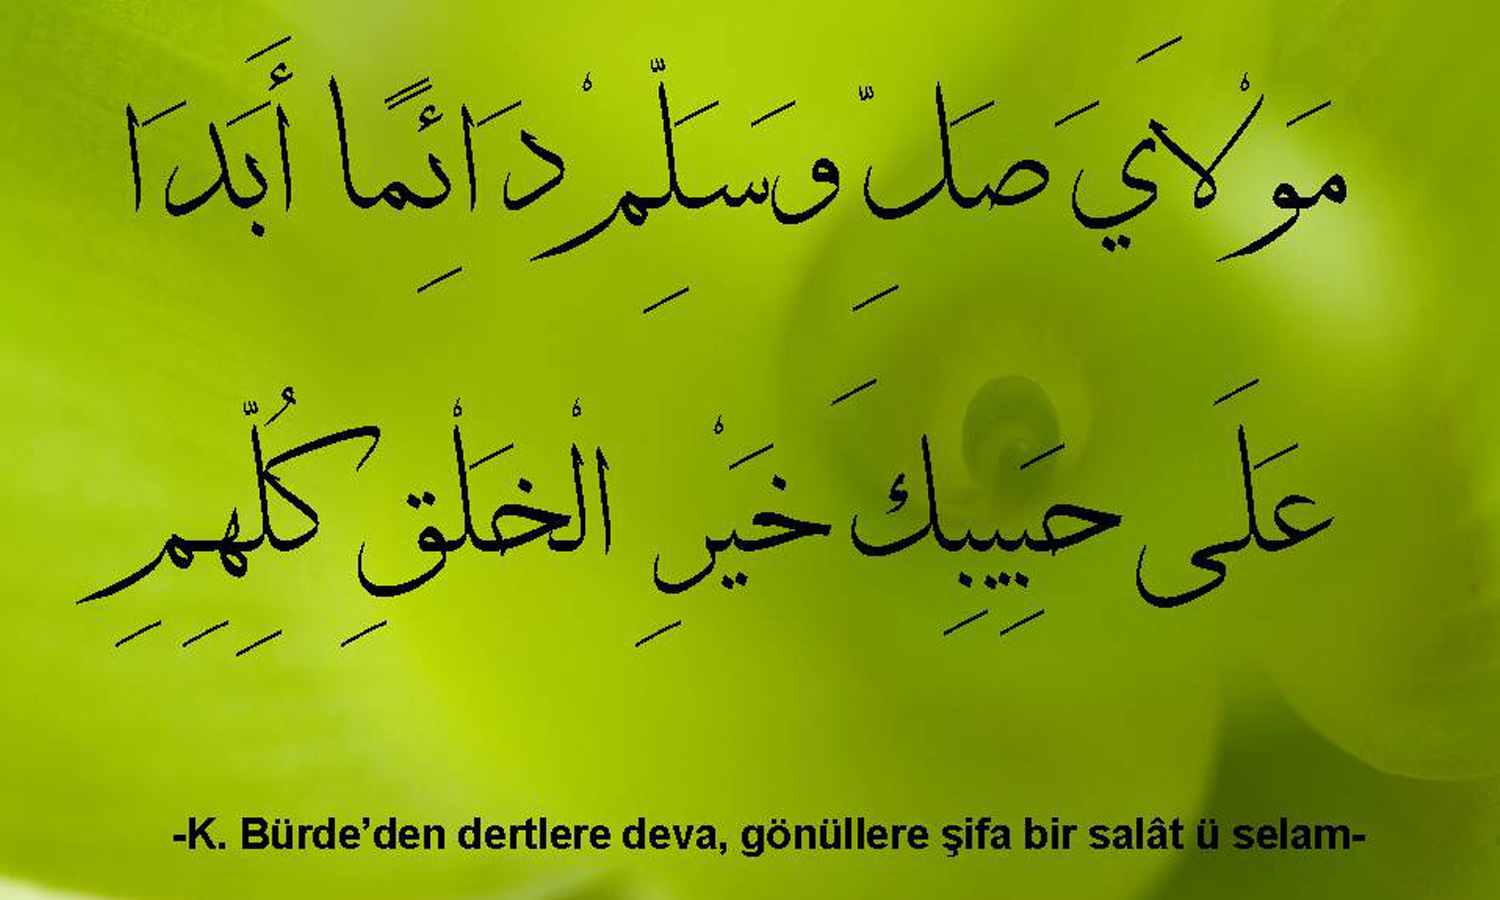 مَوْلَايَ صَلِّ وَسَلِّمْ دَائِمًا أَبَدَا
عَلَى حَبِيبِكَ خَيْرِ الْخَلْقِ كُلِّهِمِ
-K. Bürde’den dertlere deva, gönüllere şifa bir salât ü selam-